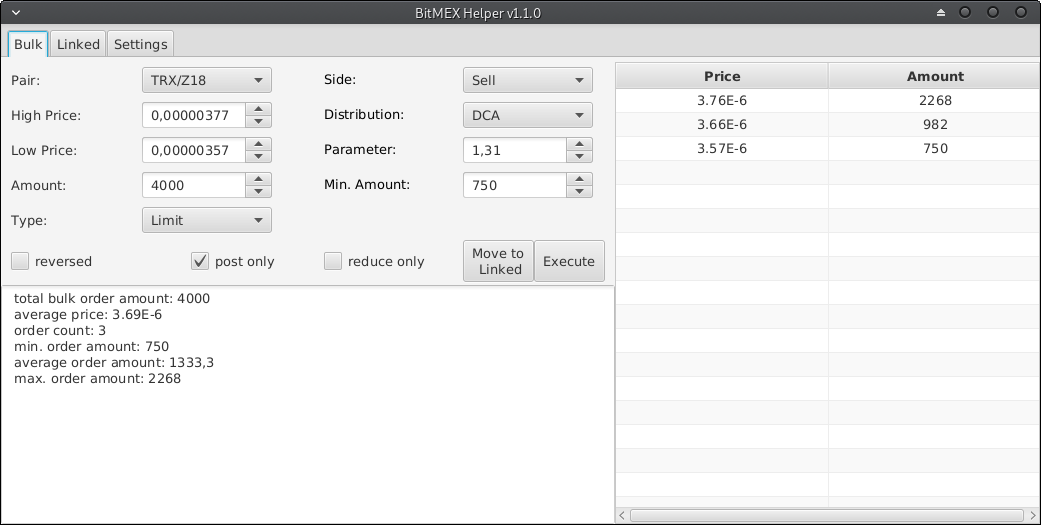 BitMEX Helper v1.1.0
Bulk Linked Settings
Pair: TRX/Z18 Side: Sell
High Price: 0,00000377 Distribution: DCA
Low Price: 0,00000357 Parameter: 1,31
Amount: 4000 Min. Amount: 750
Type: Limit
reversed post only reduce only Move to Linked Execute
total bulk order amount: 4000
average price: 3.69E-6
order count: 3
min. order amount: 750
average order amount: 1333,3
max. order amount: 2268
Price Amount
3.76E-6 2268
3.66E-6 982
3.57E-6 750